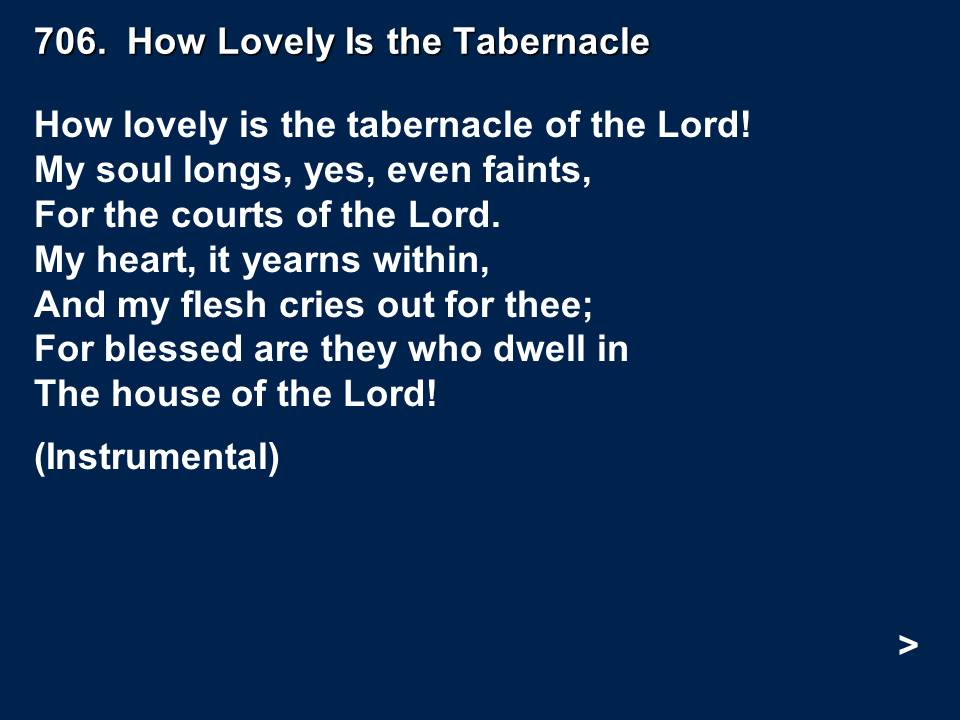 706.  How Lovely Is the Tabernacle
How lovely is the tabernacle of the Lord!
My soul longs, yes, even faints,
For the courts of the Lord.
My heart, it yearns within,
And my flesh cries out for thee;
For blessed are they who dwell in
The house of the Lord!
(Instrumental)
>